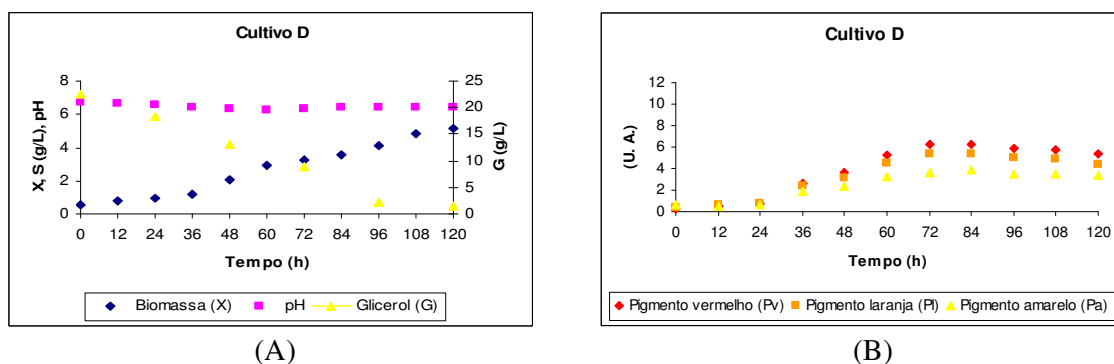 Cultivo D
X, S (g/L), pH
8
6
4
2
0
25
20
15
10
5
0
G (g/L)
0 12 24 36 48 60 72 84 96 108 120
Tempo (h)
Biomassa (X) pH Glicerol (G)
(A)
Cultivo D
(U. A.)
12
10
8
6
4
2
0
0 12 24 36 48 60 72 84 96 108 120
Tempo (h)
Pigmento vermelho (Pv) Pigmento laranja (Pl) Pigmento amarelo (Pa)
(B)